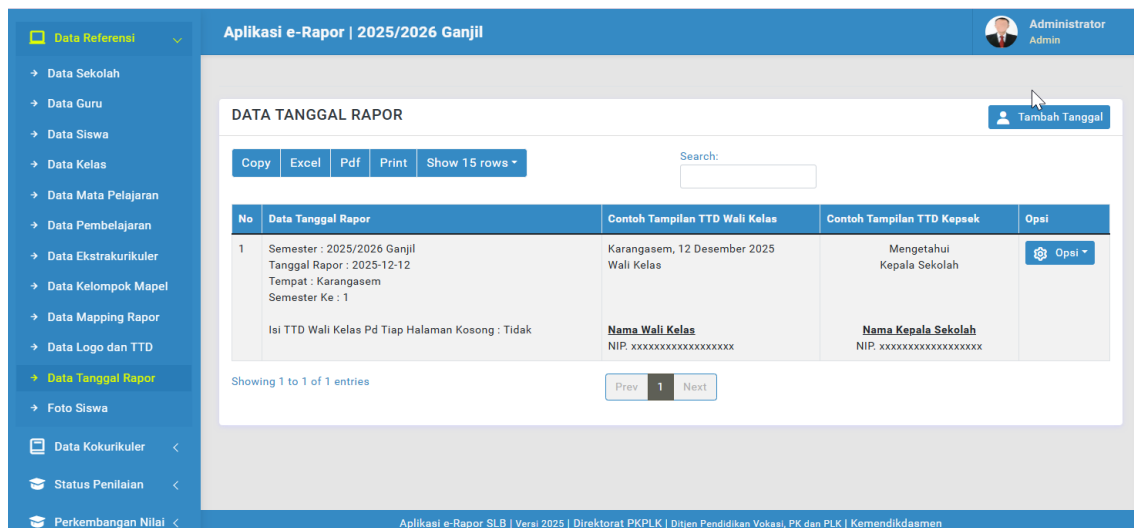 Data Referensi
Data Sekolah
Data Guru
Data Siswa
Data Kelas
Data Mata Pelajaran
Data Pembelajaran
Data Ekstrakurikuler
Data Kelompok Mapel
Data Mapping Rapor
Data Logo dan TTD
Data Tanggal Rapor
Foto Siswa
Data Kokurikuler
Status Penilaian
Perkembangan Nilai
Aplikasi e-Rapor | 2025/2026 Ganjil
Administrator
Admin
DATA TANGGAL RAPOR
Tambah Tanggal
Copy Excel Pdf Print Show 15 rows
Search:
No Data Tanggal Rapor Contoh Tampilan TTD Wali Kelas Contoh Tampilan TTD Kepsek Opsi
1 Semester : 2025/2026 Ganjil Karangasem, 12 Desember 2025 Mengetahui Opsi
Tanggal Rapor : 2025-12-12 Wali Kelas Kepala Sekolah
Tempat : Karangasem
Semester Ke : 1
Isi TTD Wali Kelas Pd Tiap Halaman Kosong : Tidak Nama Wali Kelas Nama Kepala Sekolah
NIP. xxxxxxxxxxxxxxxxxx NIP. xxxxxxxxxxxxxxxxxx
Showing 1 to 1 of 1 entries
Prev 1 Next
Aplikasi e-Rapor SLB | Versi 2025 | Direktorat PKPLK | Ditjen Pendidikan Vokasi, PK dan PLK | Kemendikdasmen